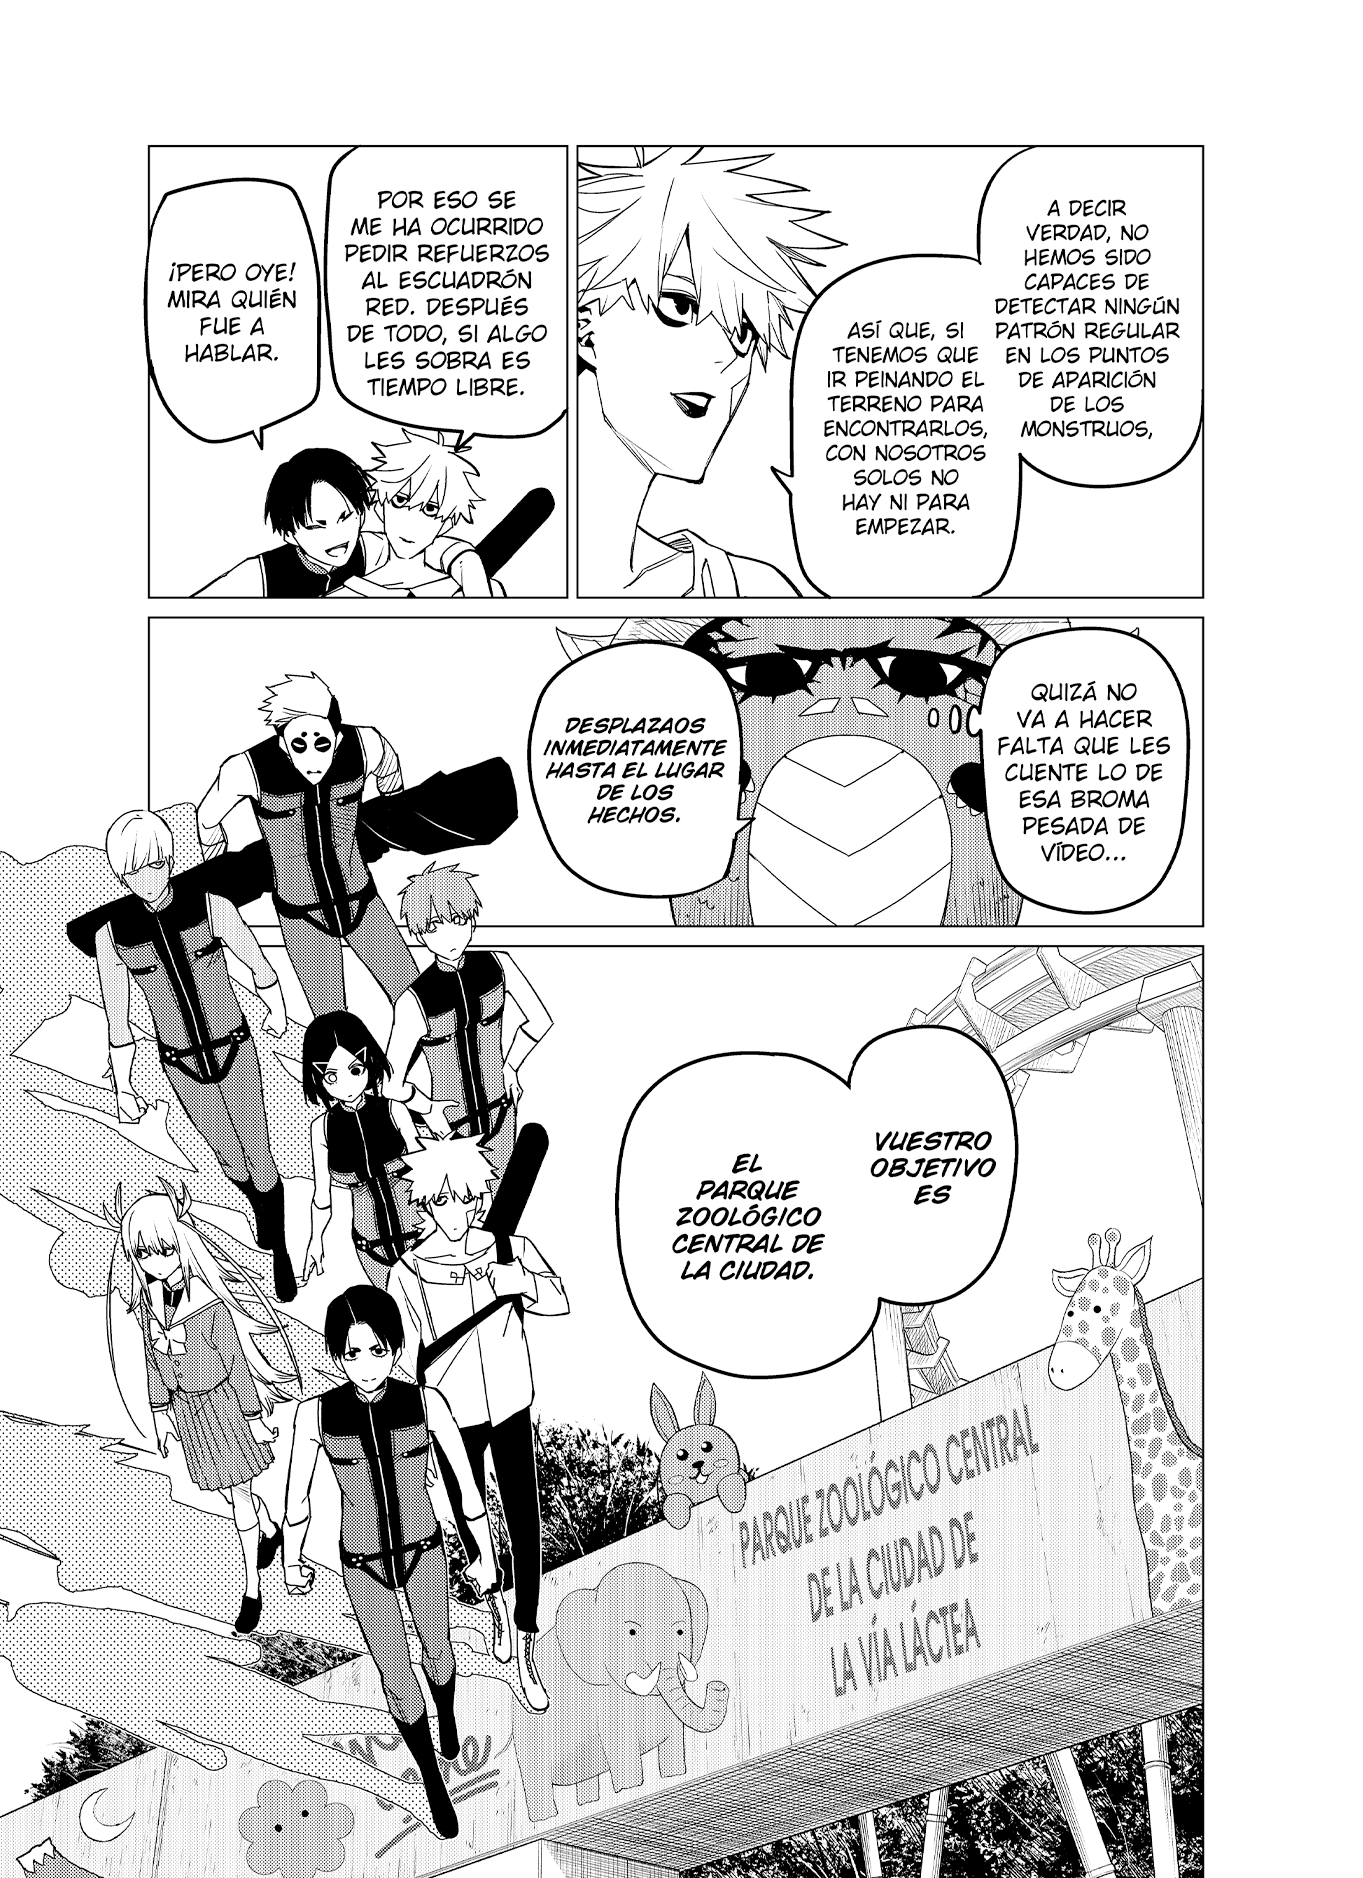 A DECIR
VERDAD, NO
HEMOS SIDO
CAPACES DE
DETECTAR NINGÚN
PATRÓN REGULAR
EN LOS PUNTOS
DE APARICIÓN
DE LOS
MONSTRUOS,
ASÍ QUE, SI
TENEMOS QUE
IR PEINANDO EL
TERRENO PARA
ENCONTRARLOS,
CON NOSOTROS
SOLOS NO
HAY NI PARA
EMPEZAR.
POR ESO SE
ME HA OCURRIDO
PEDIR REFUERZOS
AL ESCUADRÓN
RED. DESPUÉS
DE TODO, SI ALGO
LES SOBRA ES
TIEMPO LIBRE.
¡PERO OYE!
MIRA QUIÉN
FUE A
HABLAR.
QUIZÁ NO
VA A HACER
FALTA QUE LES
CUENTE LO DE
ESA BROMA
PESADA DE
VÍDEO...
DESPLAZAOS
INMEDIATAMENTE
HASTA EL LUGAR
DE LOS
HECHOS.
VUESTRO
OBJETIVO
ES
EL
PARQUE
ZOOLÓGICO
CENTRAL DE
LA CIUDAD.
PARQUE ZOOLÓGICO CENTRAL
DE LA CIUDAD DE
LA VÍA LÁCTEA